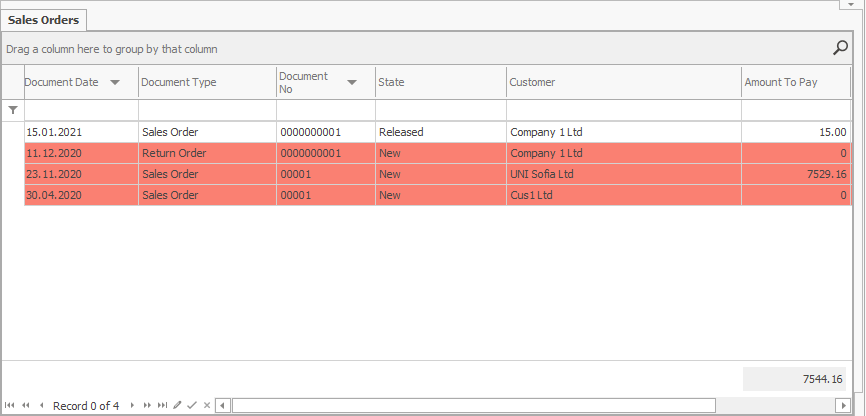 Sales Orders
Drag a column here to group by that column
Document Date Document Type Document No State Customer Amount To Pay
15.01.2021 Sales Order 0000000001 Released Company 1 Ltd 15.00
11.12.2020 Return Order 0000000001 New Company 1 Ltd 0
23.11.2020 Sales Order 00001 New UNI Sofia Ltd 7529.16
30.04.2020 Sales Order 00001 New Cus1 Ltd 0
7544.16
Record 0 of 4